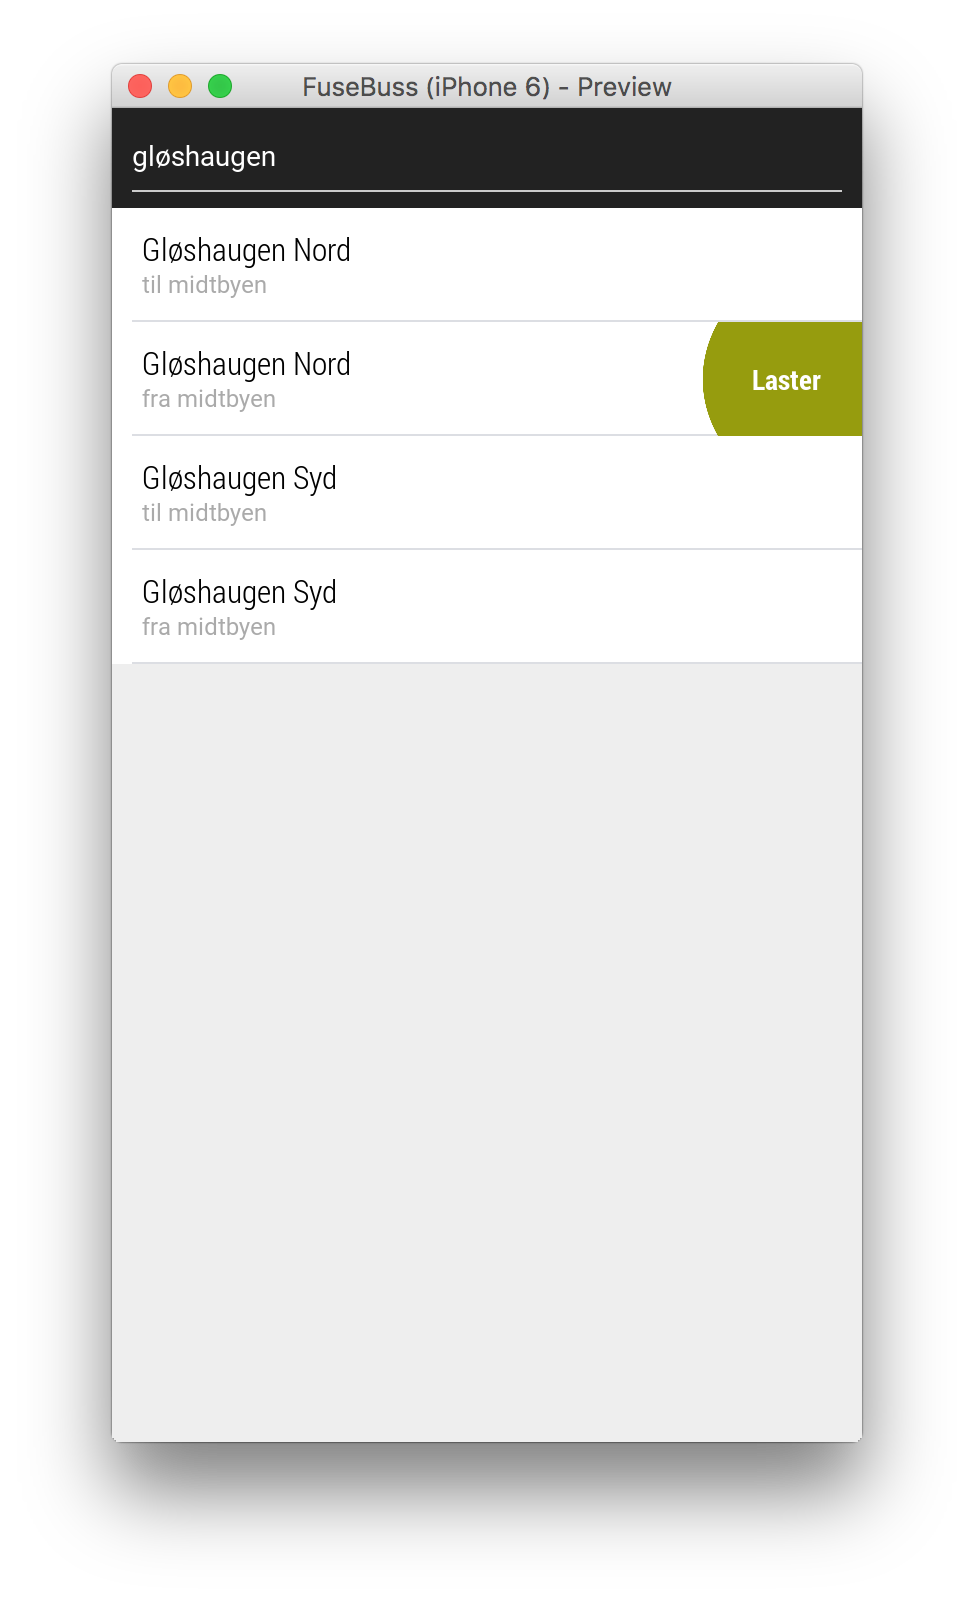 FuseBuss (iPhone 6) - Preview
gløshaugen
Gløshaugen Nord
til midtbyen
Gløshaugen Nord
fra midtbyen
Laster
Gløshaugen Syd
til midtbyen
Gløshaugen Syd
fra midtbyen